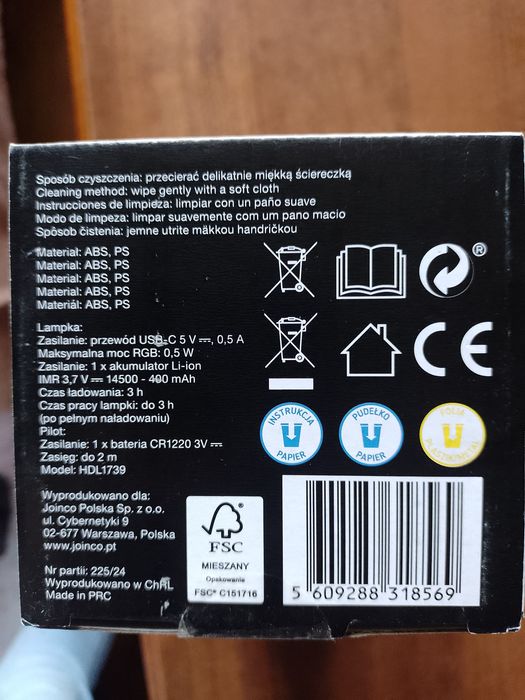 Sposób czyszczenia: przecierać delikatnie miękką ściereczką
Cleaning method: wipe gently with a soft cloth
Instrucciones de limpieza: limpiar con un paño suave
Modo de limpeza: limpar suavemente com um pano macio
Spôsob čistenia: jemne utrite mäkkou handričkou
Materiał: ABS, PS
Material: ABS, PS
Material: ABS, PS
Material: ABS, PS
Materiál: ABS, PS
Lampka:
Zasilanie: przewód USB-C 5 V⎓, 0,5 A
Maksymalna moc RGB: 0,5 W
Zasilanie: 1 x akumulator Li-ion
IMR 3,7 V⎓ 14500 - 400 mAh
Czas ładowania: 3 h
Czas pracy lampki: do 3 h
(po pełnym naładowaniu)
Pilot:
Zasilanie: 1 x bateria CR1220 3V⎓
Zasięg: do 2 m
Model: HDL1739
Wyprodukowano dla:
Joinco Polska Sp. z o.o.
ul. Cybernetyki 9
02-677 Warszawa, Polska
www.joinco.pt
Nr partii: 225/24
Wyprodukowano w ChRL
Made in PRC
®
CE
INSTRUKCJA
PAPIER
PUDEŁKO
PAPIER
FOLIA
PLASTIK/METAL
FSC
MIESZANY
Opakowanie
FSC® C151716
5 609288 318569